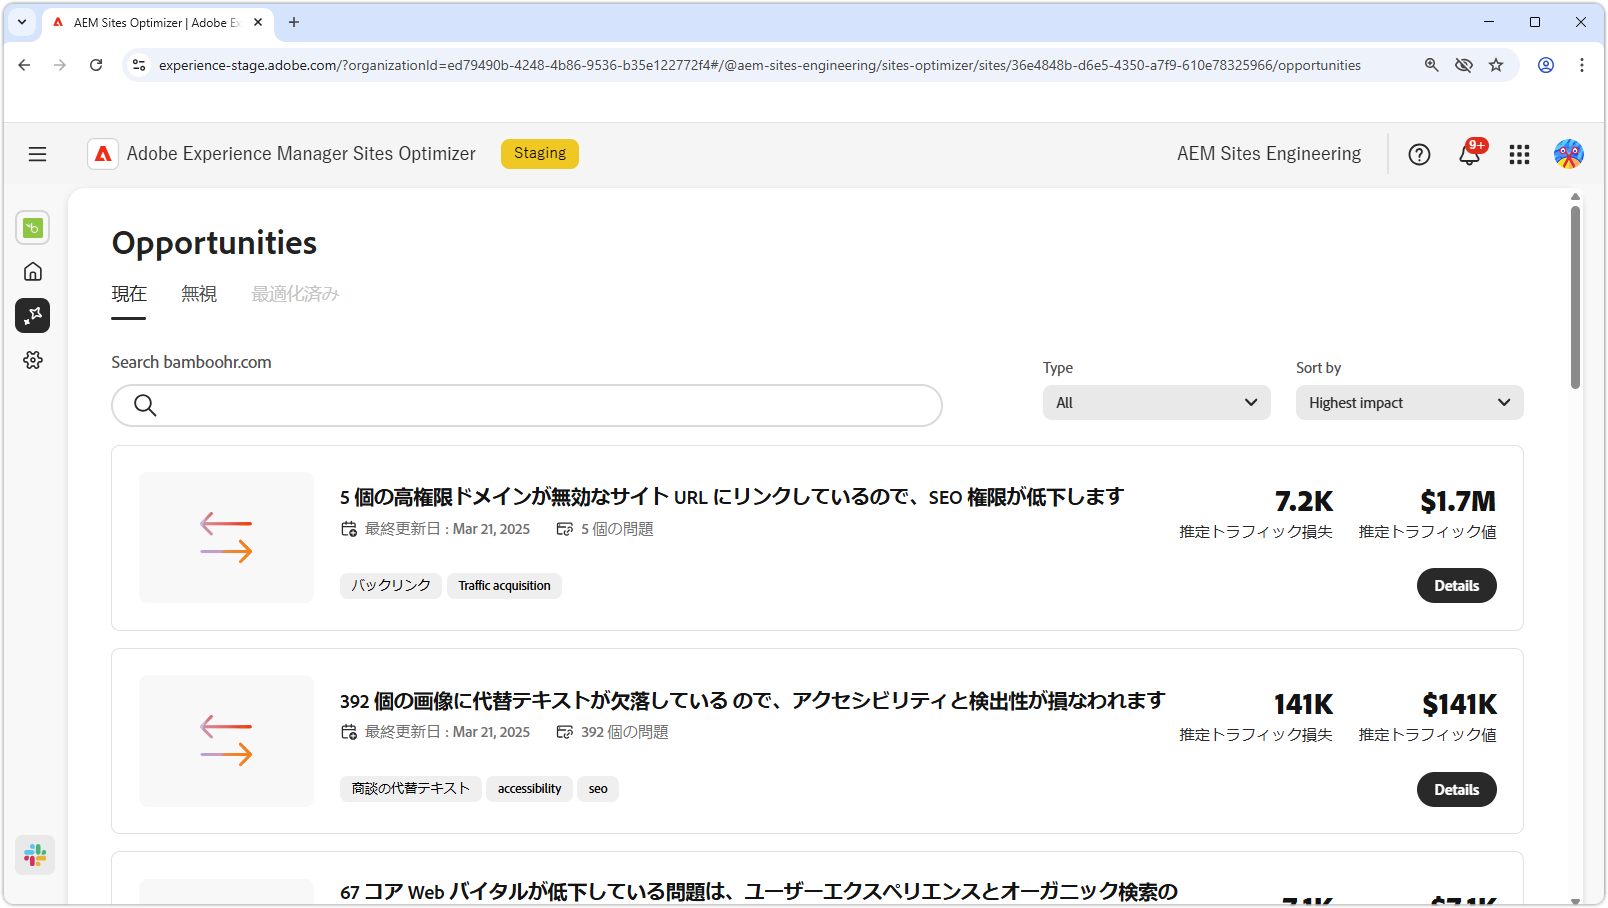 AEM Sites Optimizer | Adobe Ex
experience-stage.adobe.com/?organizationId=ed79490b-4248-4b86-9536-b35e122772f4#/@aem-sites-engineering/sites-optimizer/sites/36e4848b-d6e5-4350-a7f9-610e78325966/opportunities
Adobe Experience Manager Sites Optimizer
Staging
AEM Sites Engineering
9+
Opportunities
現在
無視
最適化済み
Search bamboohr.com
Type
Sort by
All
Highest impact
5 個の高権限ドメインが無効なサイト URL にリンクしているので、SEO 権限が低下します
7.2K
$1.7M
最終更新日 : Mar 21, 2025
5 個の問題
推定トラフィック損失
推定トラフィック値
バックリンク
Traffic acquisition
Details
392 個の画像に代替テキストが欠落している ので、アクセシビリティと検出性が損なわれます
141K
$141K
最終更新日 : Mar 21, 2025
392 個の問題
推定トラフィック損失
推定トラフィック値
商談の代替テキスト
accessibility
seo
Details
67 コア Web バイタルが低下している問題は、ユーザーエクスペリエンスとオーガニック検索の
7.1K
$7.1K